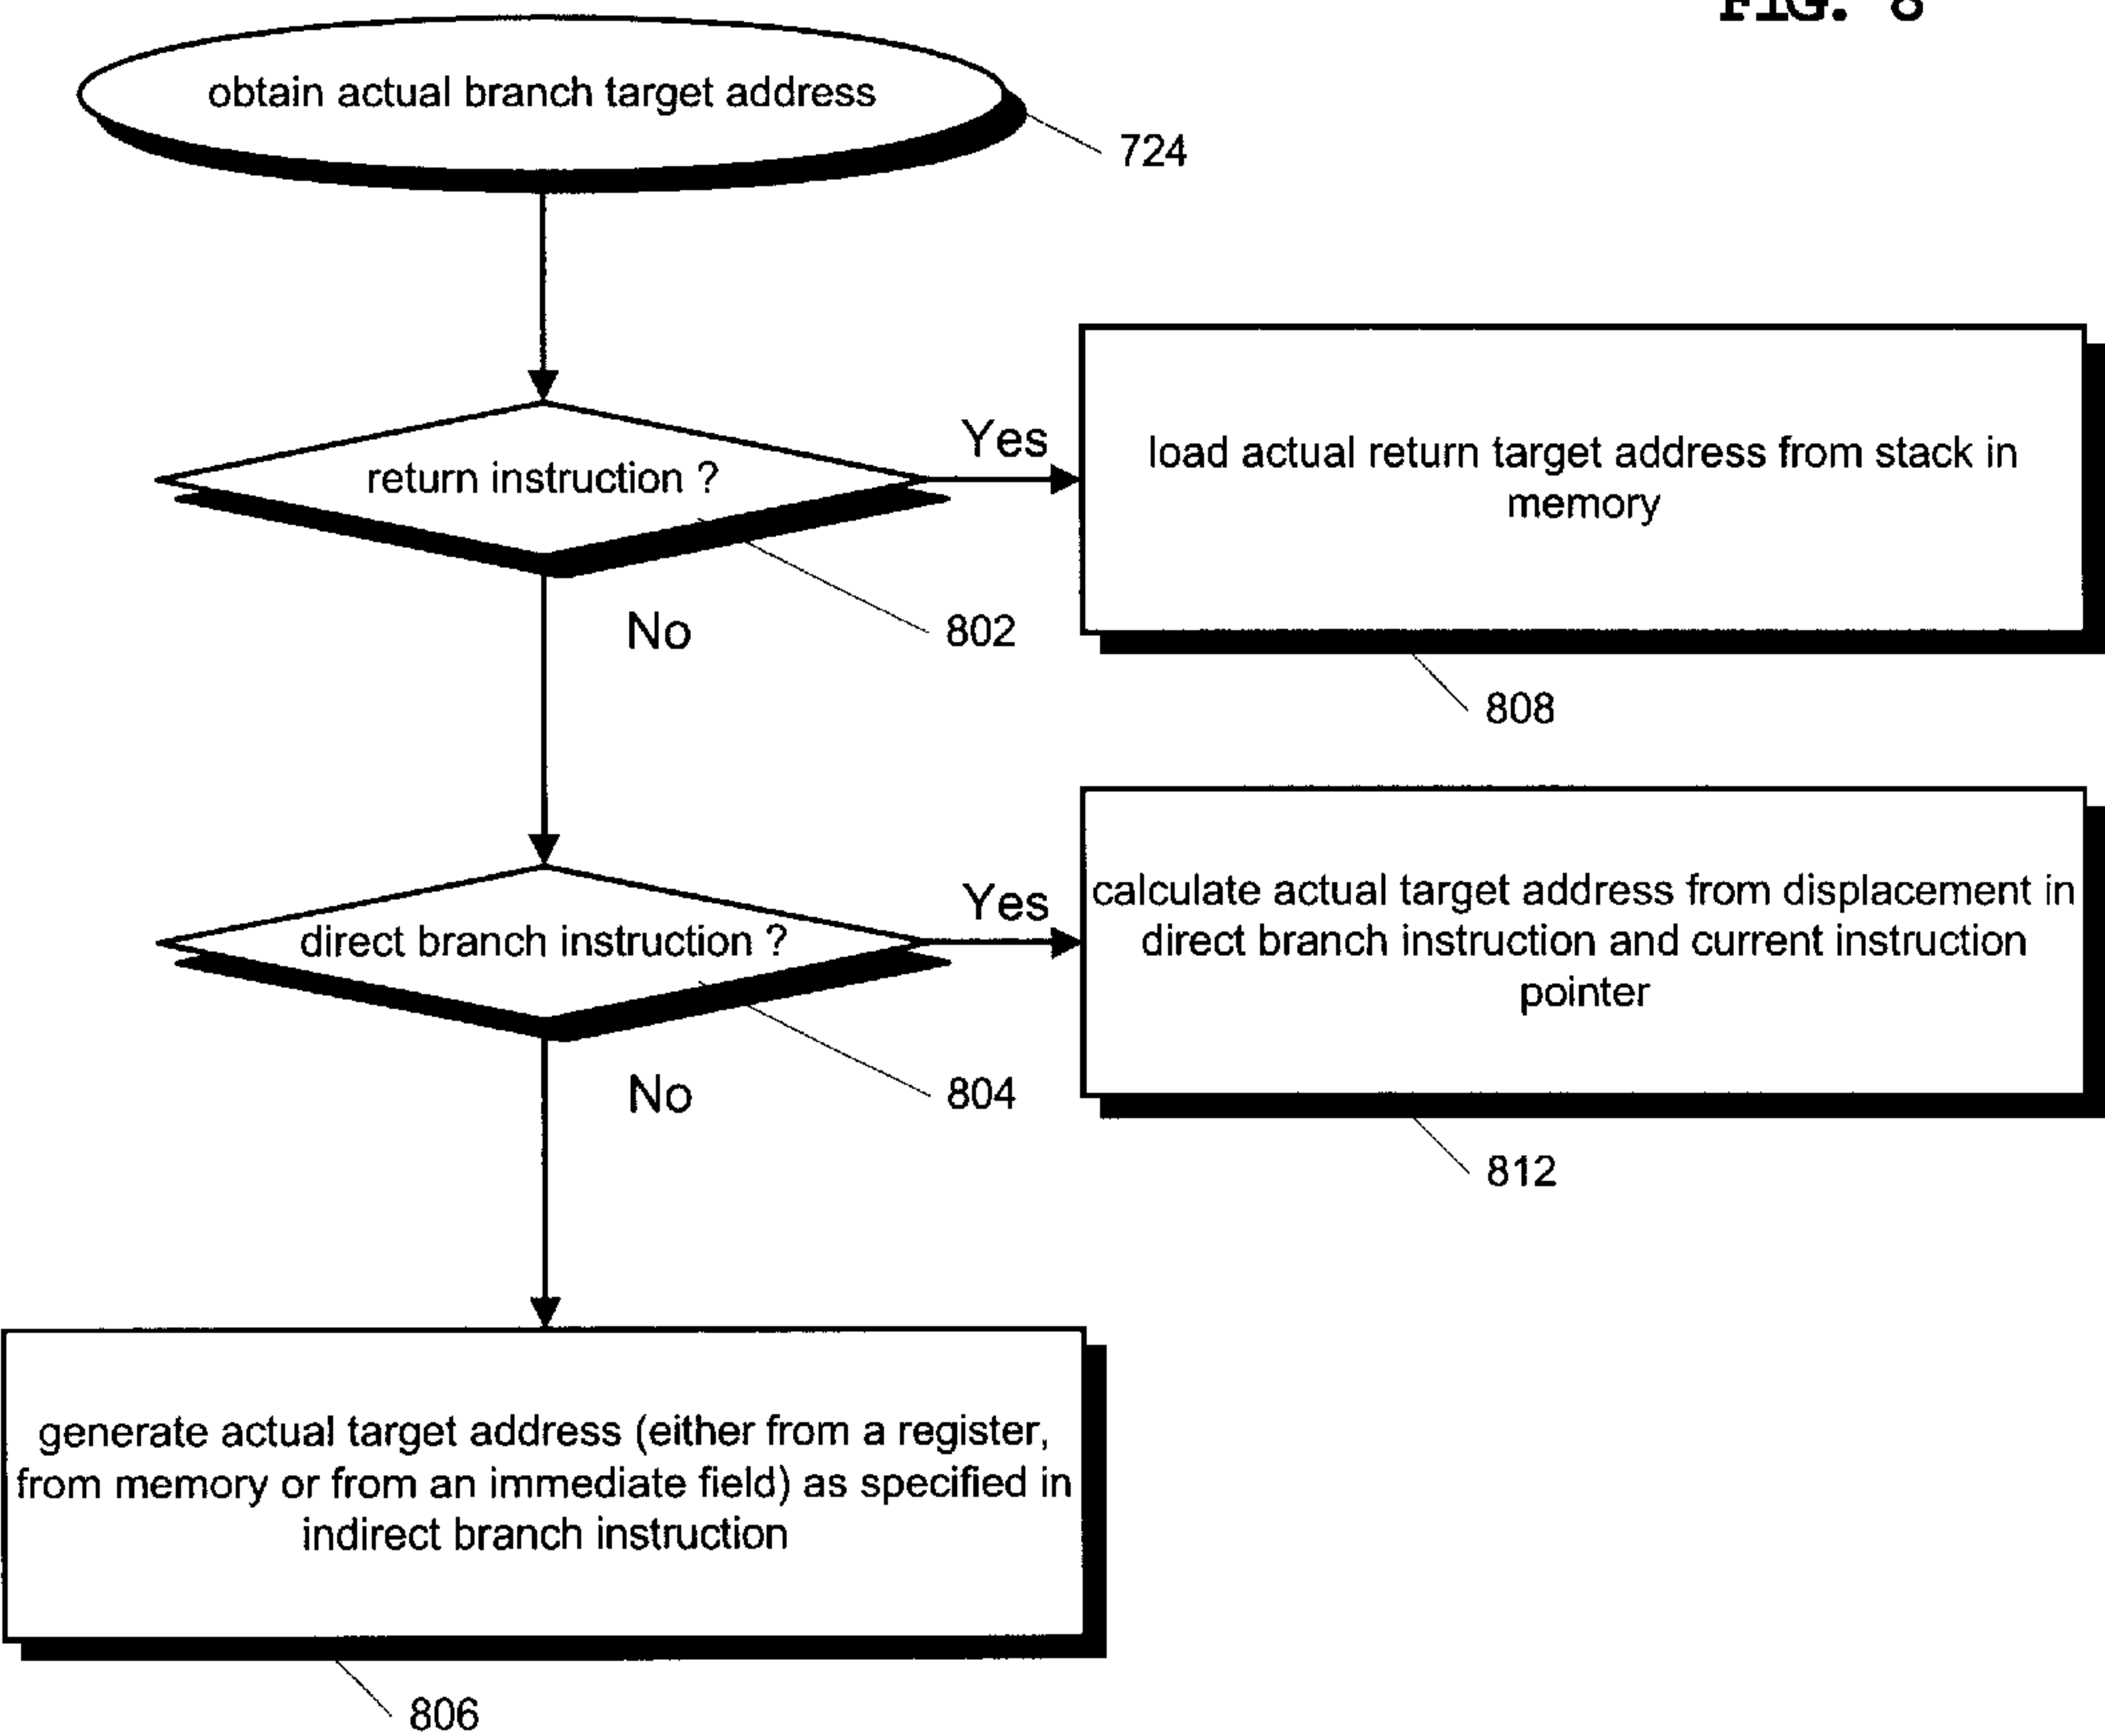 FIG. 8
obtain actual branch target address
724
return instruction ?
Yes
load actual return target address from stack in
memory
No
802
808
direct branch instruction ?
Yes
calculate actual target address from displacement in
direct branch instruction and current instruction
pointer
No
804
812
generate actual target address (either from a register,
from memory or from an immediate field) as specified in
indirect branch instruction
806